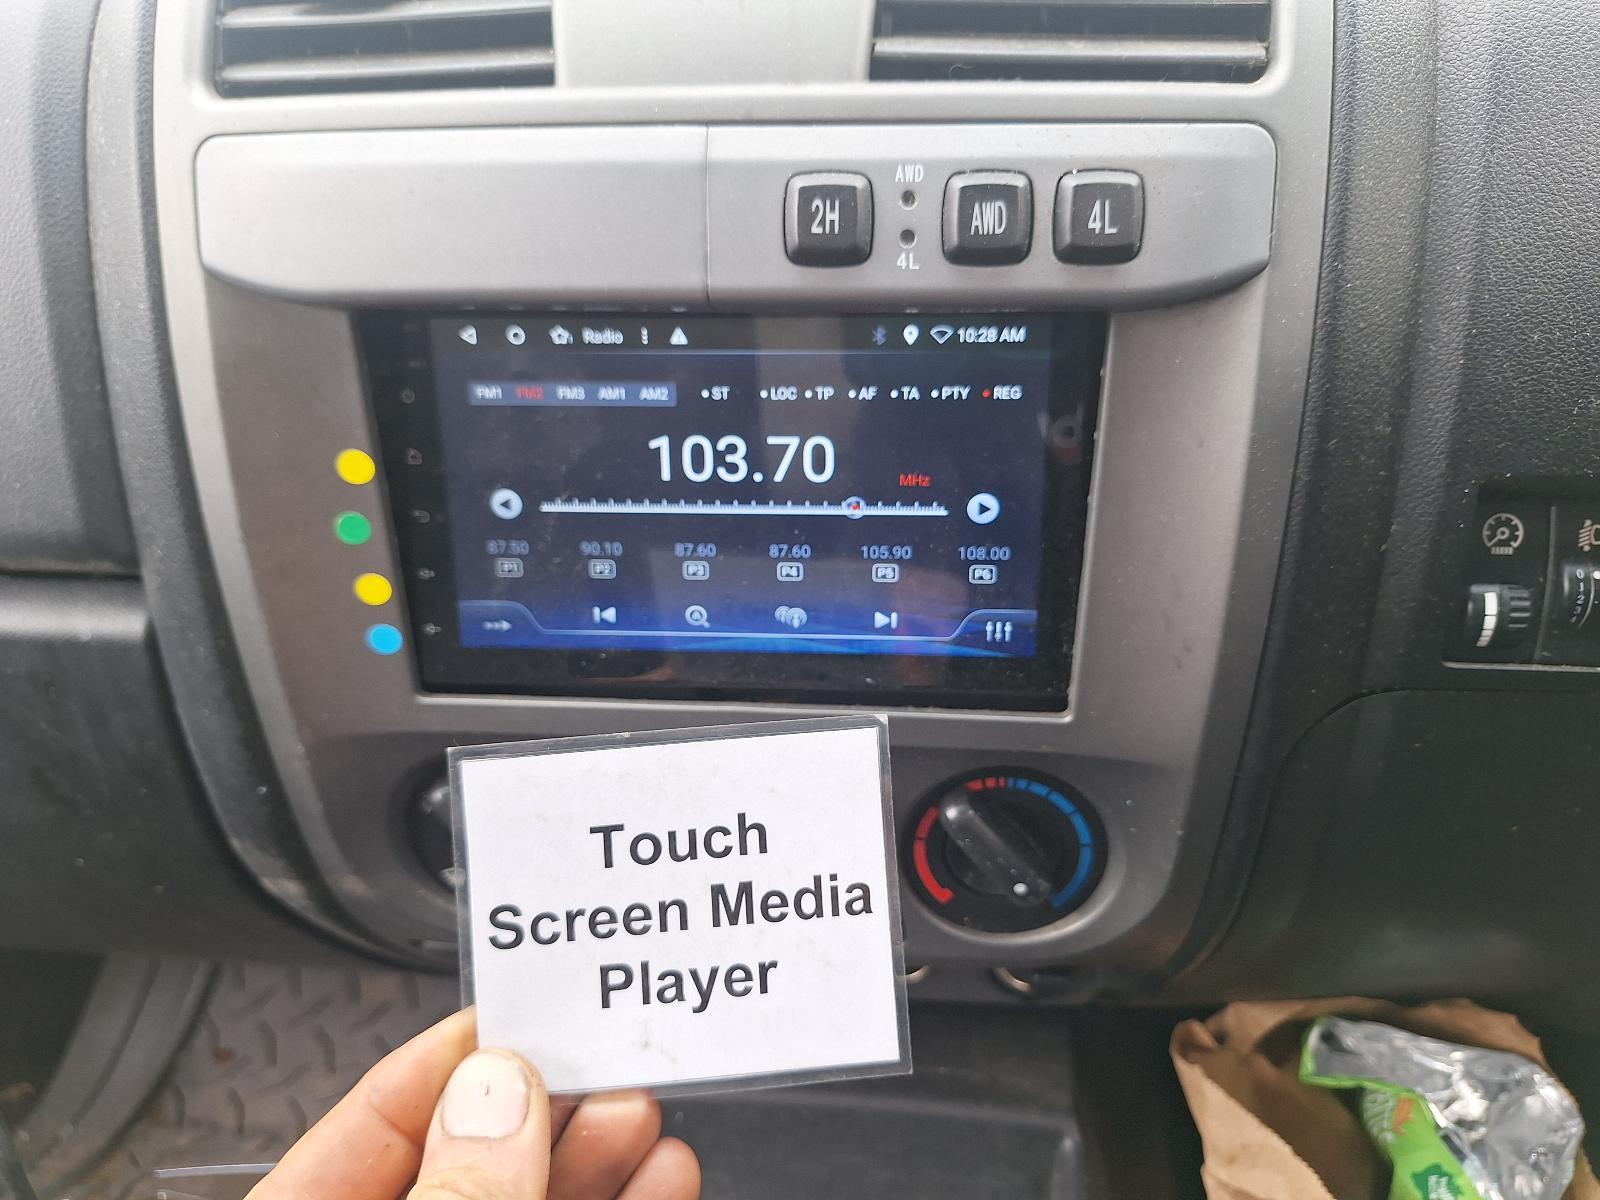 AWD
2H AWD 4L
4L
Radio 10:28 AM
FM1 FM2 FM3 AM1 AM2 ST LOC TP AF TA PTY REG
103.70
MHz
87.50 90.10 87.60 87.60 105.90 108.00
P1 P2 P3 P4 P5 P6
Touch
Screen Media
Player